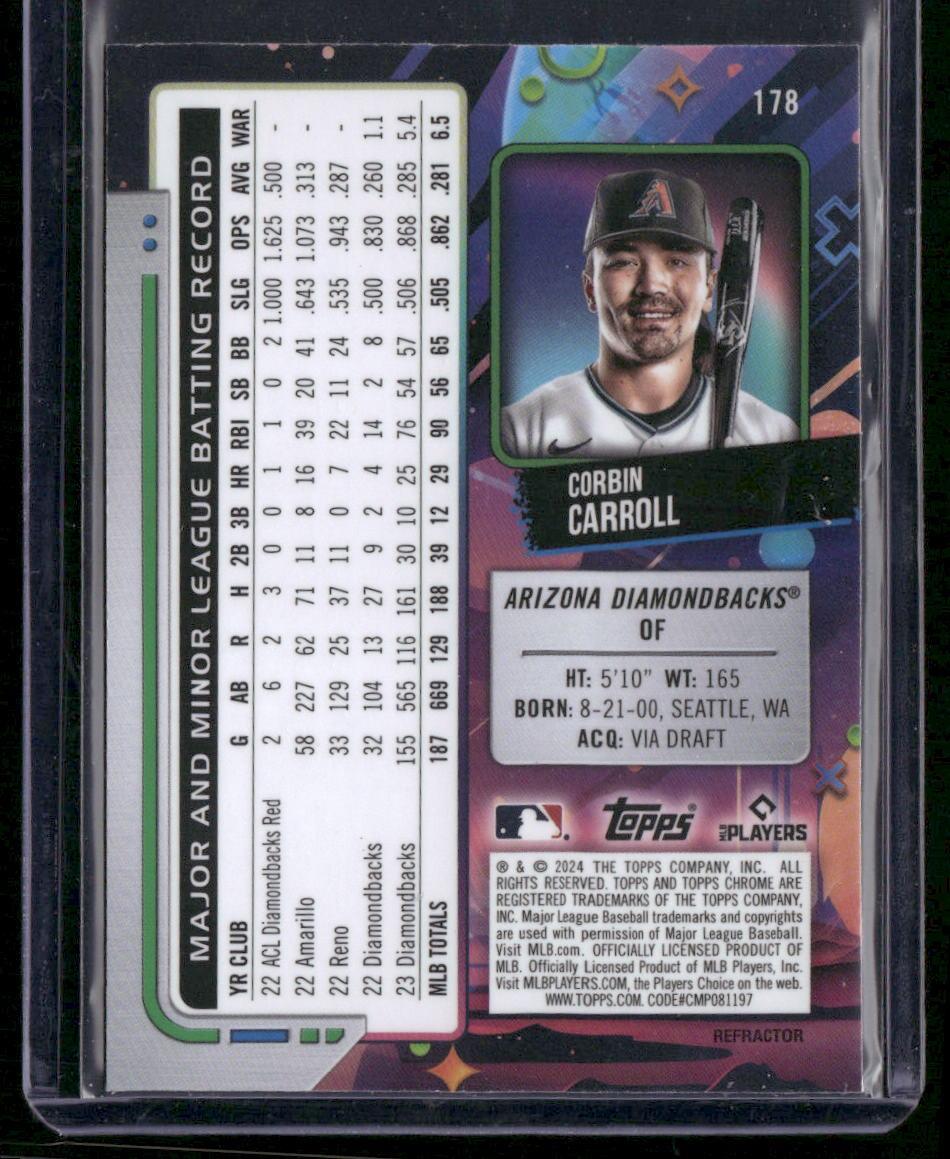 MAJOR AND MINOR LEAGUE BATTING RECORD
YR CLUB G AB R H 2B 3B HR RBI SB BB SLG OPS AVG WAR
22 ACL Diamondbacks Red 2 6 2 3 0 0 1 1 0 2 1.000 1.625 .500 -
22 Amarillo 58 227 62 71 11 8 16 39 20 41 .643 1.073 .313 -
22 Reno 33 129 25 37 11 0 7 22 11 24 .535 .943 .287 -
22 Diamondbacks 32 104 13 27 9 2 4 14 2 8 .500 .830 .260 1.1
23 Diamondbacks 155 565 116 161 30 10 25 76 54 57 .506 .868 .285 5.4
MLB TOTALS 187 669 129 188 39 12 29 90 56 65 .505 .862 .281 6.5
178
A
CORBIN
CARROLL
ARIZONA DIAMONDBACKS®
OF
HT: 5'10" WT: 165
BORN: 8-21-00, SEATTLE, WA
ACQ: VIA DRAFT
Topps®
MLB PLAYERS
® & © 2024 THE TOPPS COMPANY, INC. ALL
RIGHTS RESERVED. TOPPS AND TOPPS CHROME ARE
REGISTERED TRADEMARKS OF THE TOPPS COMPANY,
INC. Major League Baseball trademarks and copyrights
are used with permission of Major League Baseball.
Visit MLB.com. OFFICIALLY LICENSED PRODUCT OF
MLB. Officially Licensed Product of MLB Players, Inc.
Visit MLBPLAYERS.COM, the Players Choice on the web.
WWW.TOPPS.COM. CODE#CMP081197
REFRACTOR